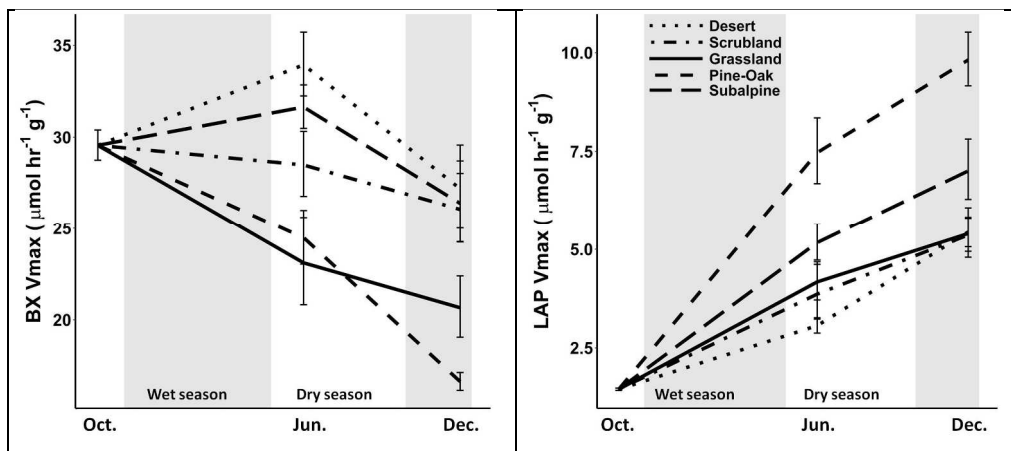 BX Vmax ( μmol hr⁻¹ g⁻¹)
35
30
25
20
Wet season
Dry season
Oct.
Jun.
Dec.
LAP Vmax ( μmol hr⁻¹ g⁻¹)
10.0
7.5
5.0
2.5
Desert
Scrubland
Grassland
Pine-Oak
Subalpine
Wet season
Dry season
Oct.
Jun.
Dec.